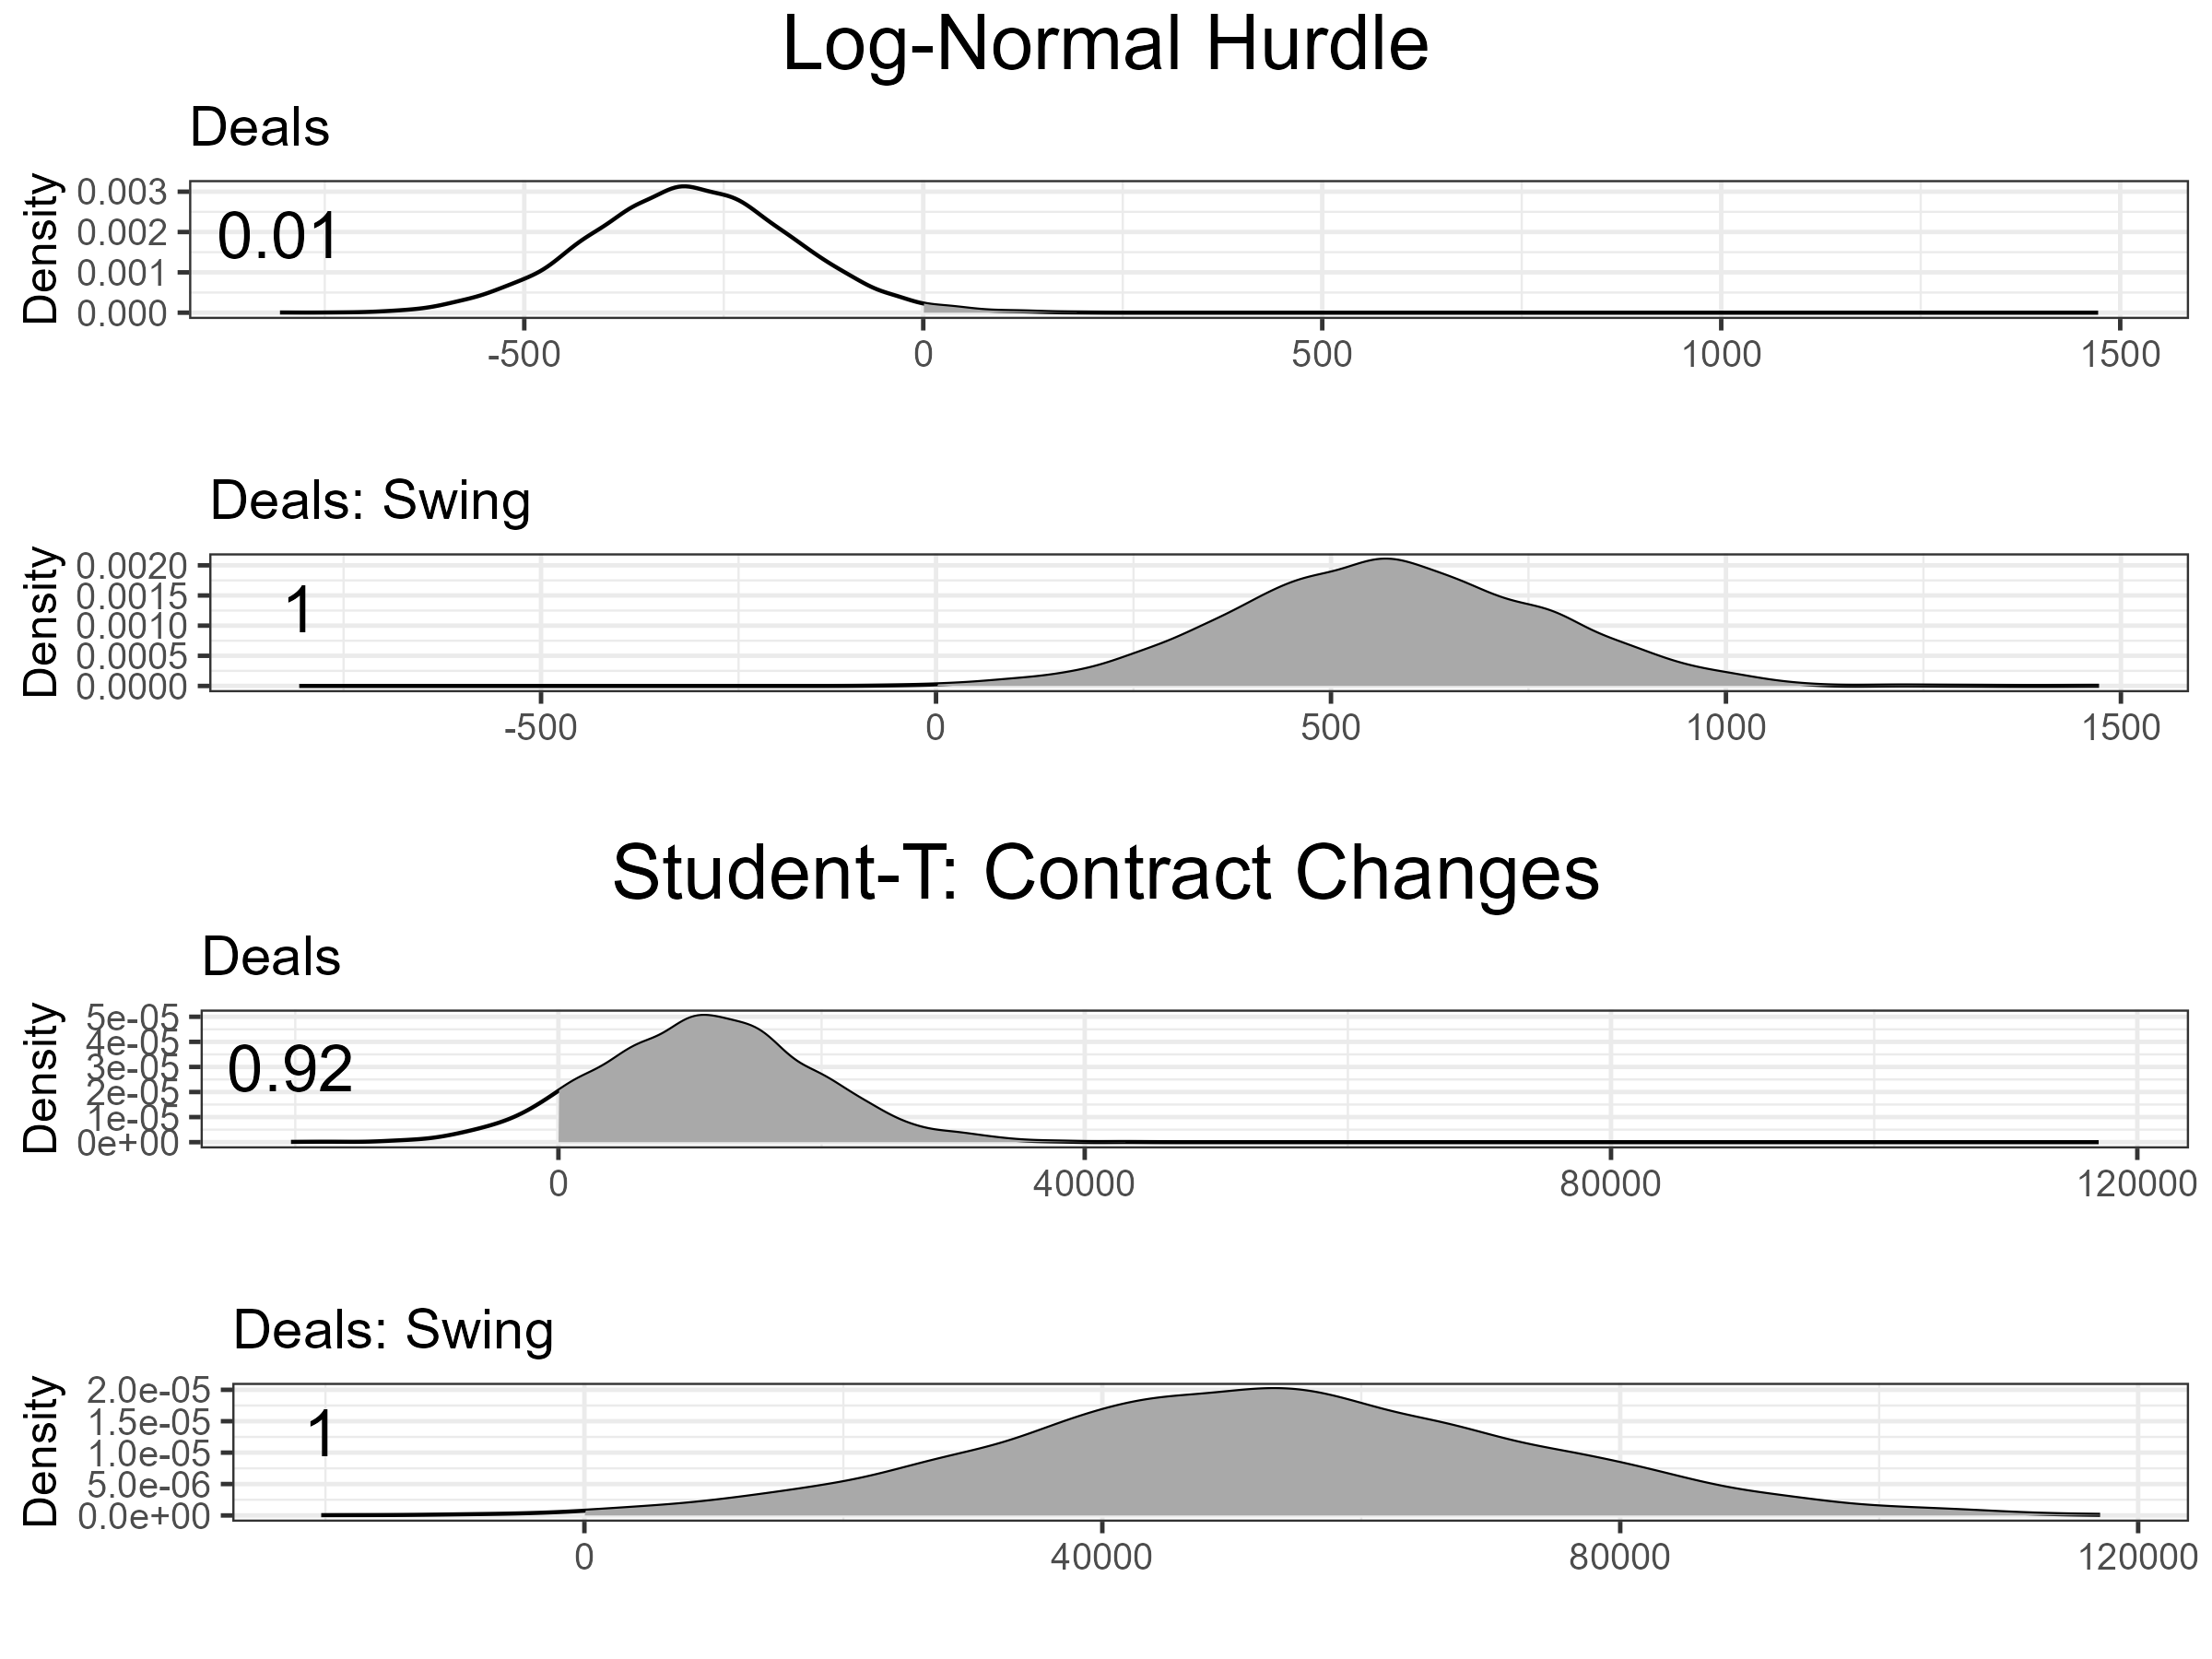 Log-Normal Hurdle
Deals
Density
0.003
0.002
0.001
0.000
0.01
-500 0 500 1000 1500
Deals: Swing
Density
0.0020
0.0015
0.0010
0.0005
0.0000
1
-500 0 500 1000 1500
Student-T: Contract Changes
Deals
Density
5e-05
4e-05
3e-05
2e-05
1e-05
0e+00
0.92
0 40000 80000 120000
Deals: Swing
Density
2.0e-05
1.5e-05
1.0e-05
5.0e-06
0.0e+00
1
0 40000 80000 120000